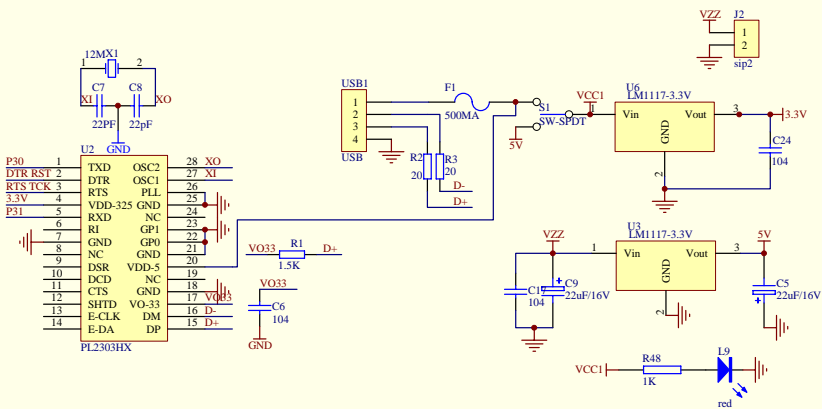 VZZ
J2
1
2
sip2
12MX1
1
2
C7
C8
XI
XO
22PF
22pF
GND
USB1
1
2
3
4
USB
F1
500MA
R2
R3
20
20
D-
D+
S1
SW-SPDT
5V
VCC1
U6
LM1117-3.3V
1
Vin
Vout
3
GND
2
3.3V
C24
104
U2
P30
1
TXD
OSC2
28
XO
DTR RST
2
DTR
OSC1
27
XI
RTS TCK
3
RTS
PLL
26
3.3V
4
VDD-325
GND
25
P31
5
RXD
NC
24
6
RI
GP1
23
7
GND
GP0
22
8
NC
GND
21
9
DSR
VDD-5
20
10
DCD
NC
19
11
CTS
GND
18
12
SHTD
VO-33
17
VO33
13
E-CLK
DM
16
D-
14
E-DA
DP
15
D+
PL2303HX
VO33
R1
D+
1.5K
VO33
C6
104
GND
VZZ
U3
LM1117-3.3V
1
Vin
Vout
3
GND
2
5V
104
C9
22uF/16V
C5
22uF/16V
VCC1
R48
1K
L9
red